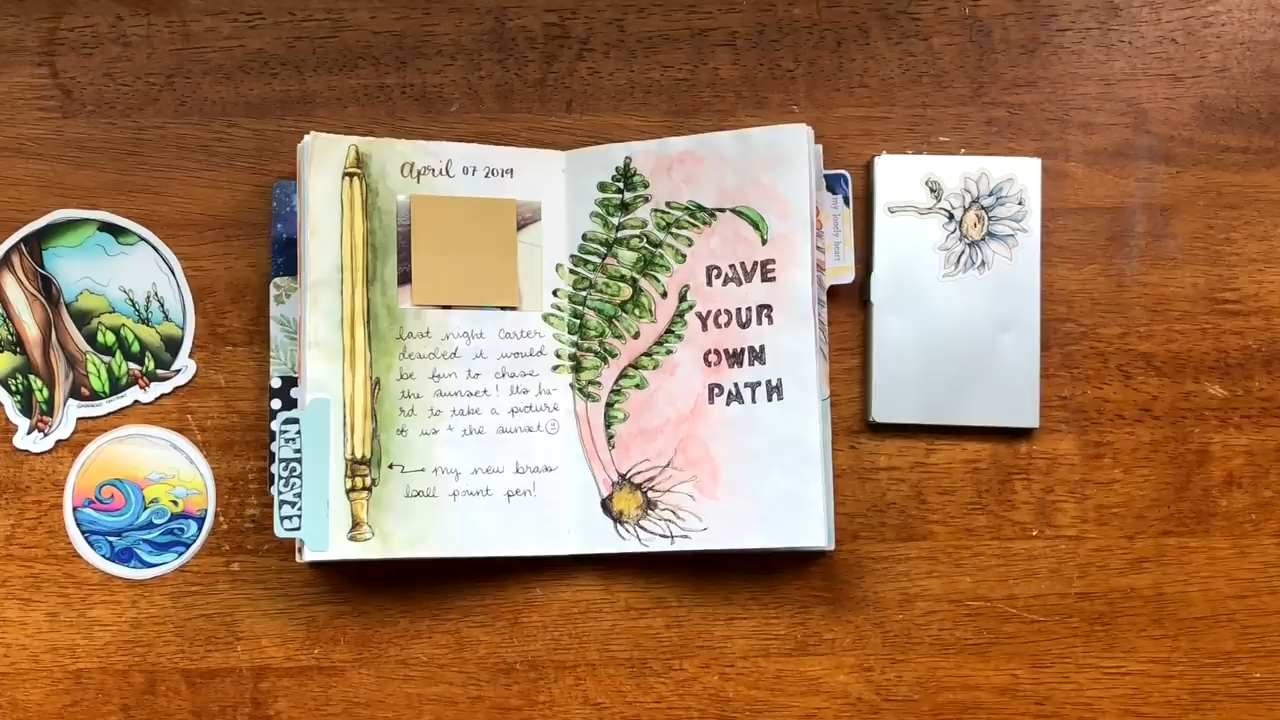 april 07 2019
last night Carter
desided it would
be fun to chase
the sunset! Its ha-
rd to take a picture
of us + the sunset
my new brass
ball point pen!
BRASS PEN
PAVE
YOUR
OWN
PATH
my lonely heart